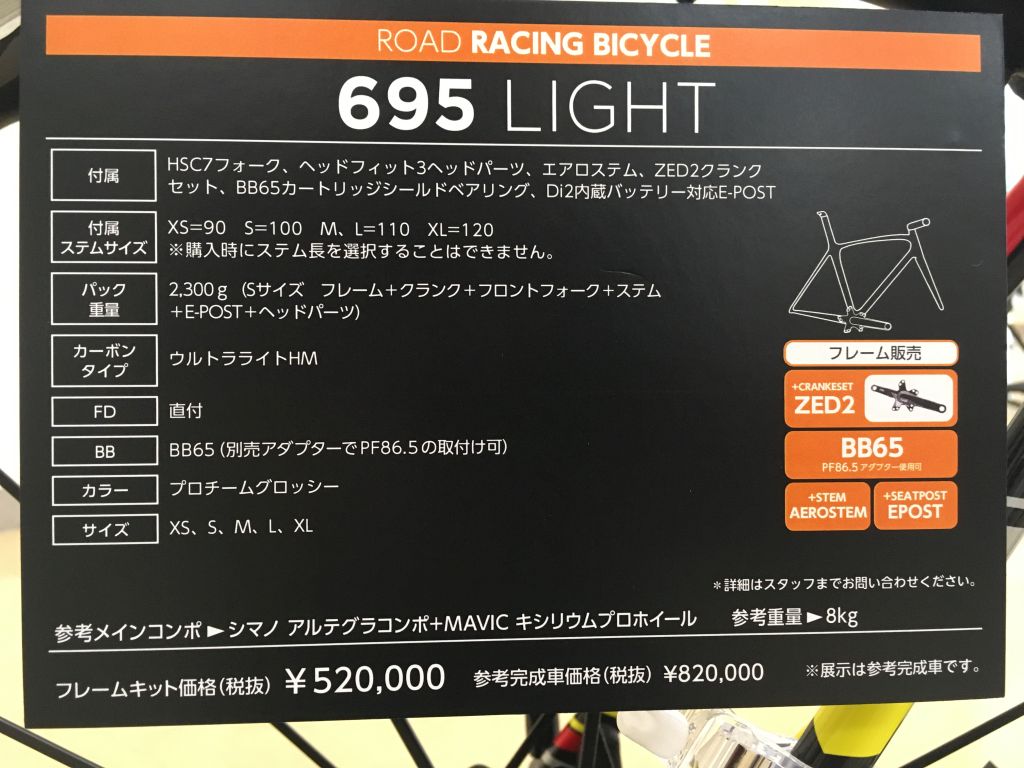 ROAD RACING BICYCLE
695 LIGHT
付属
HSC7フォーク、ヘッドフィット3ヘッドパーツ、エアロステム、ZED2クランク
セット、BB65カートリッジシールドベアリング、Di2内蔵バッテリー対応E-POST
付属
ステムサイズ
XS=90 S=100 M、L=110 XL=120
※購入時にステム長を選択することはできません。
パック
重量
2,300g (Sサイズ フレーム+クランク+フロントフォーク+ステム
+E-POST+ヘッドパーツ)
カーボン
タイプ
ウルトラライトHM
FD
直付
BB
BB65 (別売アダプターでPF86.5の取付け可)
カラー
プロチームグロッシー
サイズ
XS、S、M、L、XL
フレーム販売
+CRANKESET
ZED2
BB65
PF86.5 アダプター使用可
+STEM
AEROSTEM
+SEATPOST
EPOST
*詳細はスタッフまでお問い合わせください。
参考メインコンポ▶シマノ アルテグラコンポ+MAVIC キシリウムプロホイール 参考重量▶8kg
フレームキット価格(税抜) ¥520,000 参考完成車価格(税抜) ¥820,000 ※展示は参考完成車です。